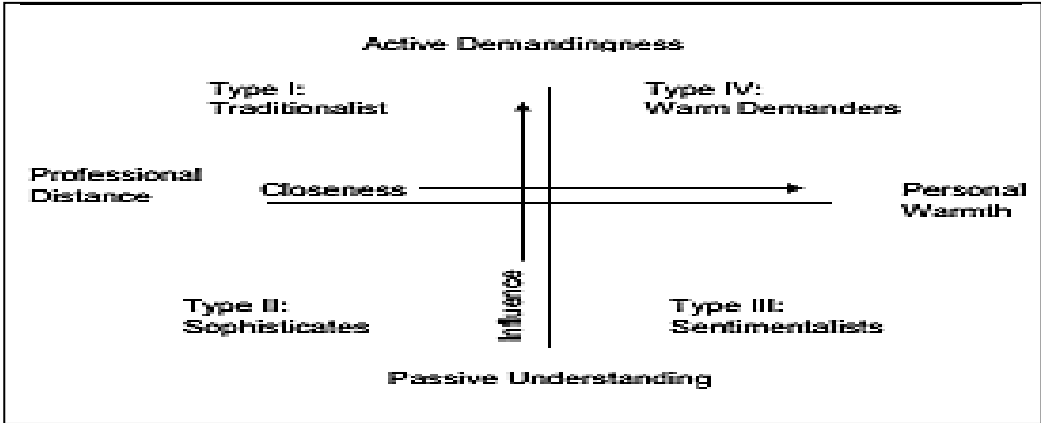 Active Demandingness
Type I:
Traditionalist
Type IV:
Warm Demanders
Professional
Distance
Closeness
Personal
Warmth
Influence
Type II:
Sophisticates
Type III:
Sentimentalists
Passive Understanding